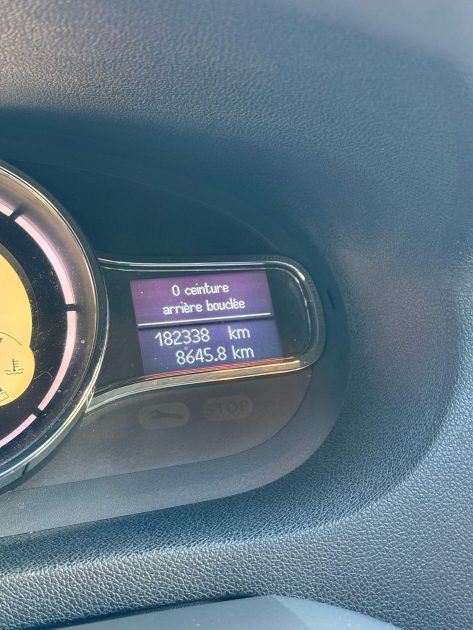 0 ceinture
arrière bouclée
182338 km
8645.8 km
STOP